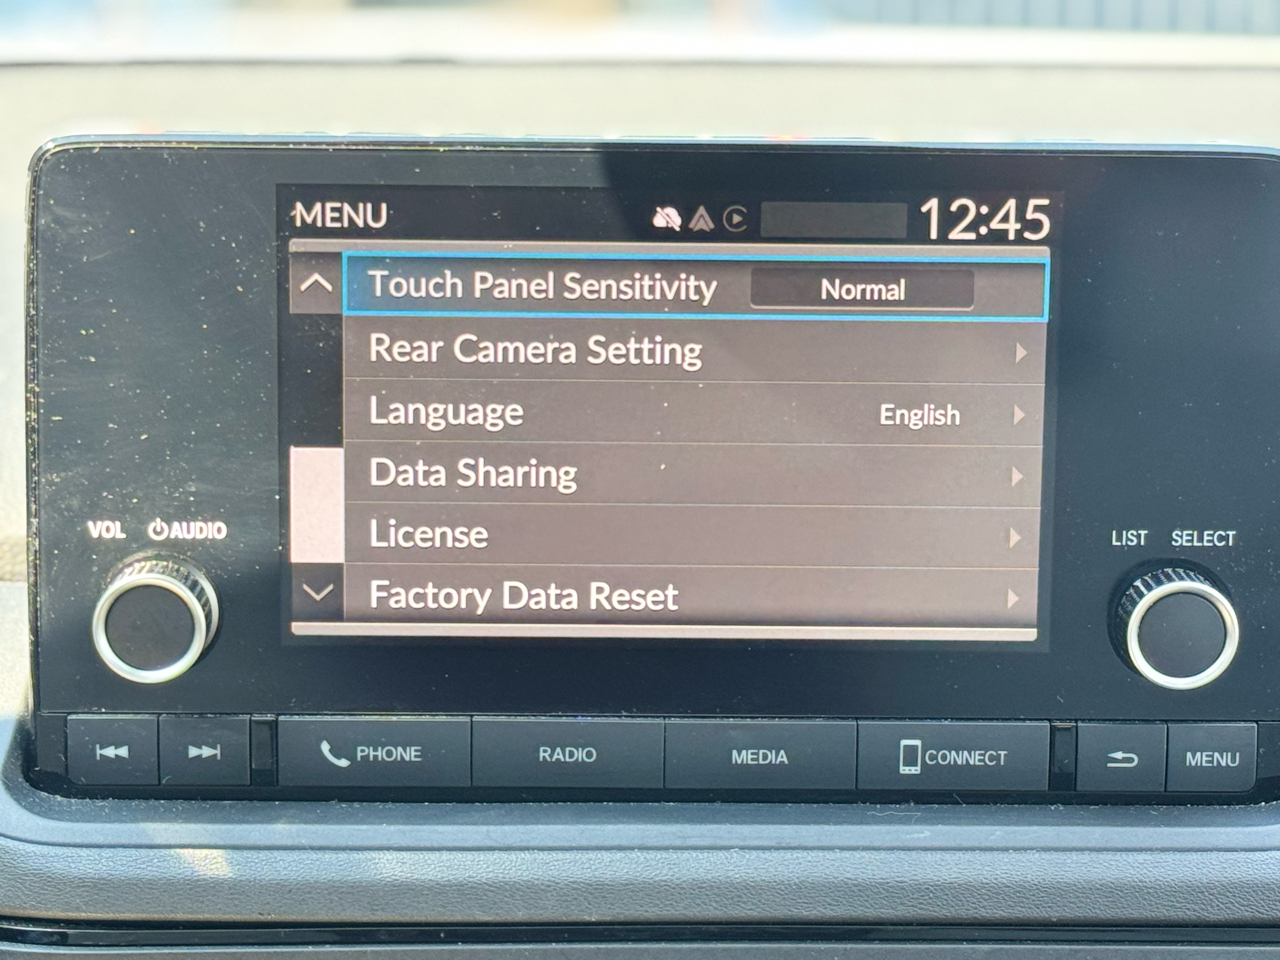 MENU 12:45
Touch Panel Sensitivity Normal
Rear Camera Setting
Language English
Data Sharing
License
Factory Data Reset
VOL AUDIO
LIST SELECT
PHONE RADIO MEDIA CONNECT MENU